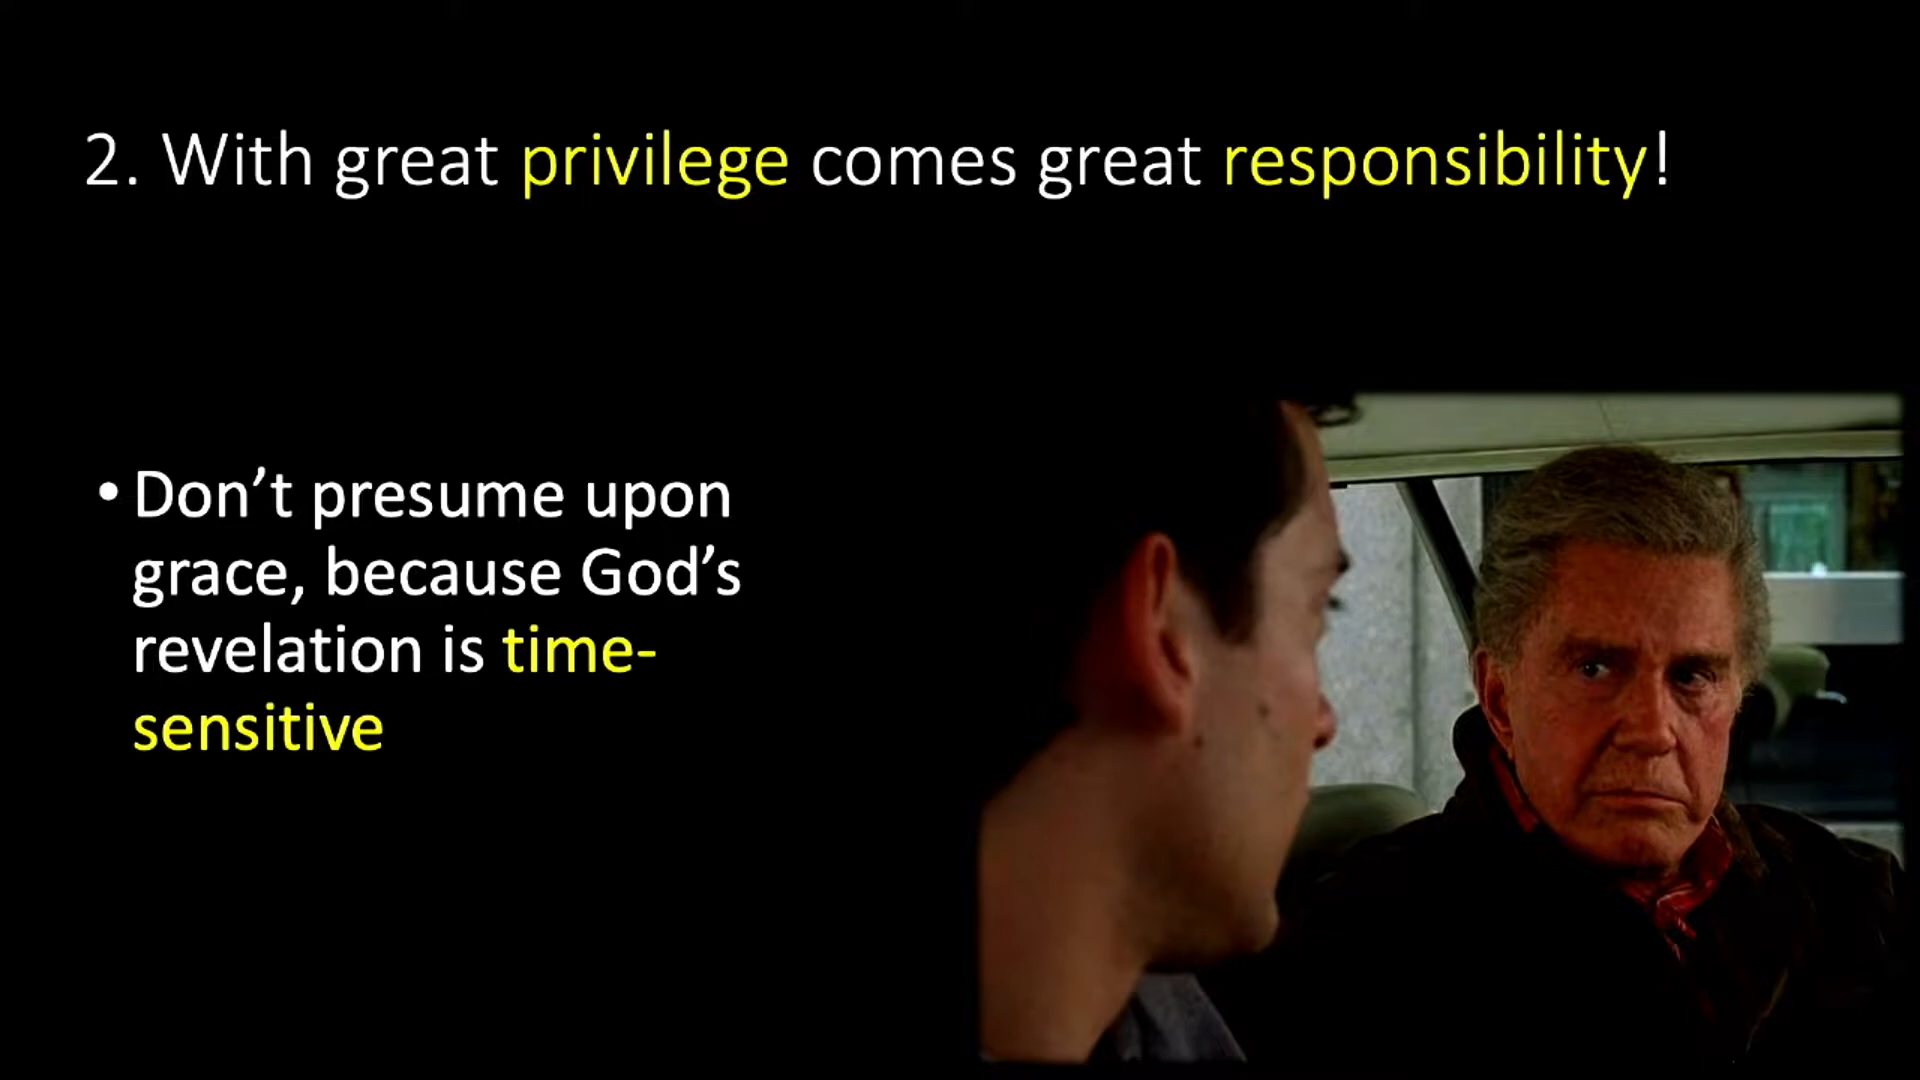 2. With great privilege comes great responsibility!
• Don’t presume upon
grace, because God’s
revelation is time-
sensitive